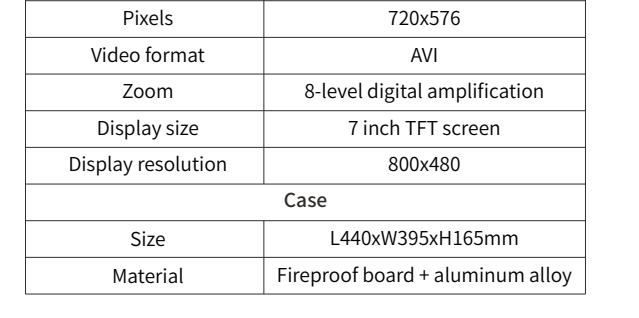 Pixels 720x576
Video format AVI
Zoom 8-level digital amplification
Display size 7 inch TFT screen
Display resolution 800x480
Case
Size L440xW395xH165mm
Material Fireproof board + aluminum alloy